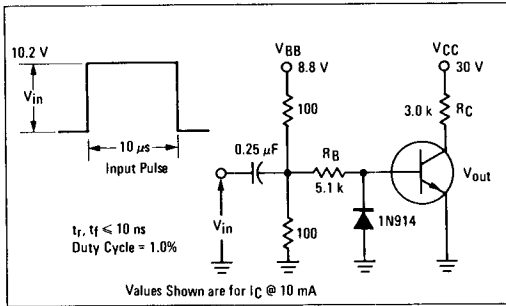 10.2 V
Vin
10 μs
Input Pulse
tr, tf ≤ 10 ns
Duty Cycle = 1.0%
VBB
8.8 V
100
0.25 μF
RB
5.1 k
100
Vin
1N914
VCC
30 V
3.0 k RC
Vout
Values Shown are for IC @ 10 mA